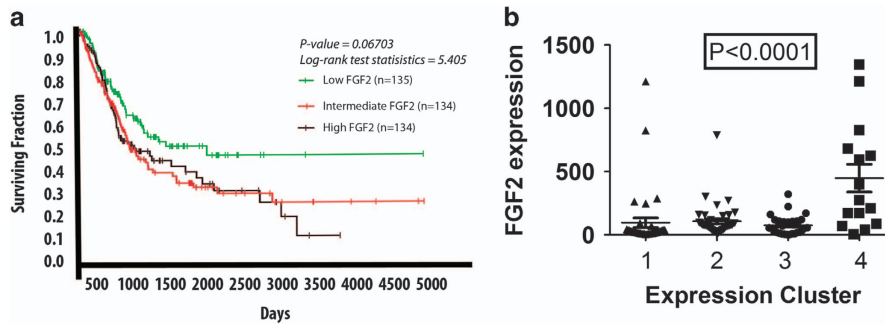 a
P-value = 0.06703
Log-rank test statisistics = 5.405
Low FGF2 (n=135)
Intermediate FGF2 (n=134)
High FGF2 (n=134)
Surviving Fraction
1.0
0.9
0.8
0.7
0.6
0.5
0.4
0.3
0.2
0.1
0.0
500 1000 1500 2000 2500 3000 3500 4000 4500 5000
Days
b
P<0.0001
FGF2 expression
1500
1000
500
0
1 2 3 4
Expression Cluster